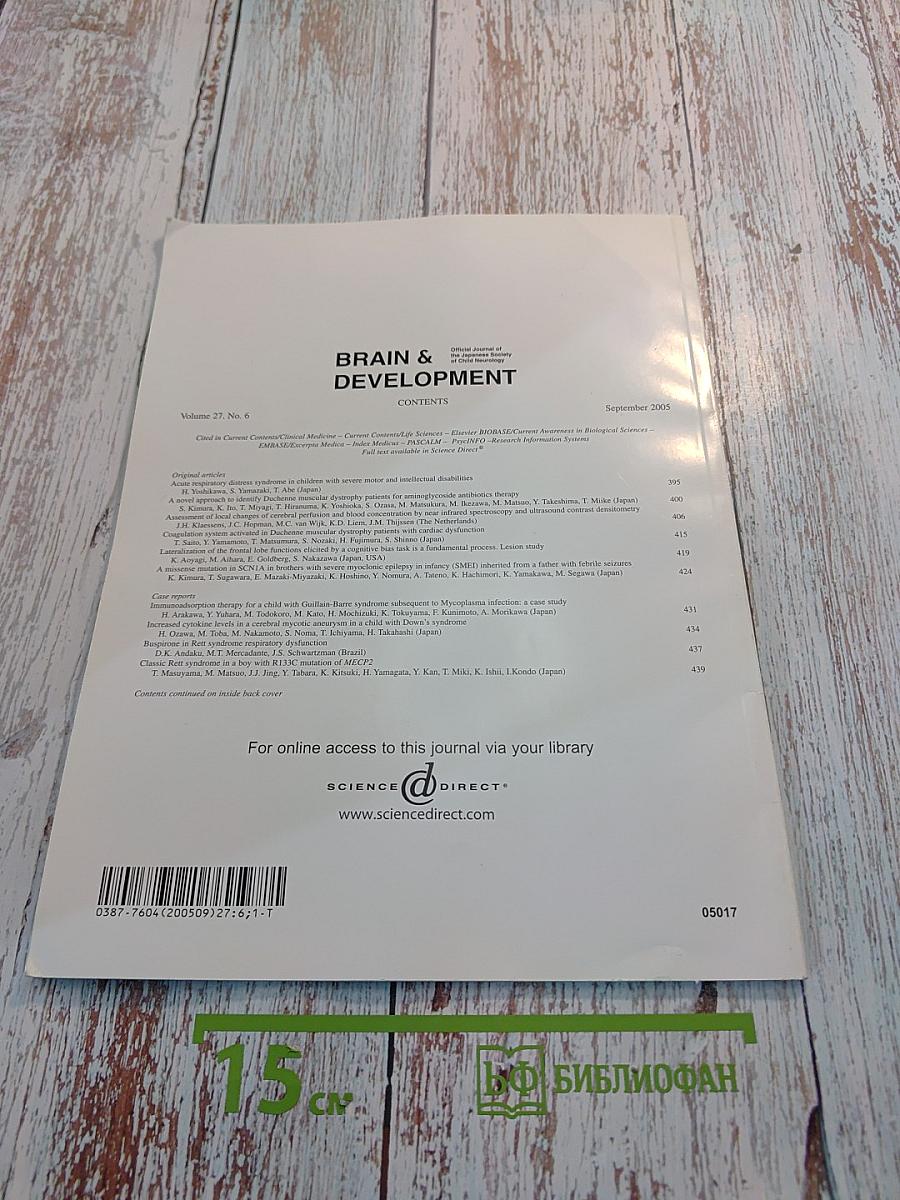 BRAIN &
Official Journal of
the Japanese Society
of Child Neurology
DEVELOPMENT
CONTENTS
Volume 27, No. 6
September 2005
Cited in Current Contents/Clinical Medicine – Current Contents/Life Sciences – Elsevier BIOBASE/Current Awareness in Biological Sciences –
EMBASE/Excerpta Medica – Index Medicus – PASCALM – PsycINFO –Research Information Systems
Full text available in Science Direct®
Original articles
Acute respiratory distress syndrome in children with severe motor and intellectual disabilities
H. Yoshikawa, S. Yamazaki, T. Abe (Japan) 395
A novel approach to identify Duchenne muscular dystrophy patients for aminoglycoside antibiotics therapy
S. Kimura, K. Ito, T. Miyagi, T. Hiranuma, K. Yoshioka, S. Ozasa, M. Matsukura, M. Ikezawa, M. Matsuo, Y. Takeshima, T. Miike (Japan) 400
Assessment of local changes of cerebral perfusion and blood concentration by near infrared spectroscopy and ultrasound contrast densitometry
J.H. Klaessens, J.C. Hopman, M.C. van Wijk, K.D. Liem, J.M. Thijssen (The Netherlands) 406
Coagulation system activated in Duchenne muscular dystrophy patients with cardiac dysfunction
T. Saito, Y. Yamamoto, T. Matsumura, S. Nozaki, H. Fujimura, S. Shinno (Japan) 415
Lateralization of the frontal lobe functions elicited by a cognitive bias task is a fundamental process. Lesion study
K. Aoyagi, M. Aihara, E. Goldberg, S. Nakazawa (Japan, USA) 419
A missense mutation in SCN1A in brothers with severe myoclonic epilepsy in infancy (SMEI) inherited from a father with febrile seizures
K. Kimura, T. Sugawara, E. Mazaki-Miyazaki, K. Hoshino, Y. Nomura, A. Tateno, K. Hachimori, K. Yamakawa, M. Segawa (Japan) 424
Case reports
Immunoadsorption therapy for a child with Guillain-Barre syndrome subsequent to Mycoplasma infection: a case study
H. Arakawa, Y. Yuhara, M. Todokoro, M. Kato, H. Mochizuki, K. Tokuyama, F. Kunimoto, A. Morikawa (Japan) 431
Increased cytokine levels in a cerebral mycotic aneurysm in a child with Down's syndrome
H. Ozawa, M. Toba, M. Nakamoto, S. Noma, T. Ichiyama, H. Takahashi (Japan) 434
Buspirone in Rett syndrome respiratory dysfunction
D.K. Andaku, M.T. Mercadante, J.S. Schwartzman (Brazil) 437
Classic Rett syndrome in a boy with R133C mutation of MECP2
T. Masuyama, M. Matsuo, J.J. Jing, Y. Tabara, K. Kitsuki, H. Yamagata, Y. Kan, T. Miki, K. Ishii, I.Kondo (Japan) 439
Contents continued on inside back cover
For online access to this journal via your library
SCIENCE d DIRECT®
www.sciencedirect.com
0387-7604(200509)27:6;1-T
05017
15 см
БФ БИБЛИОФАН